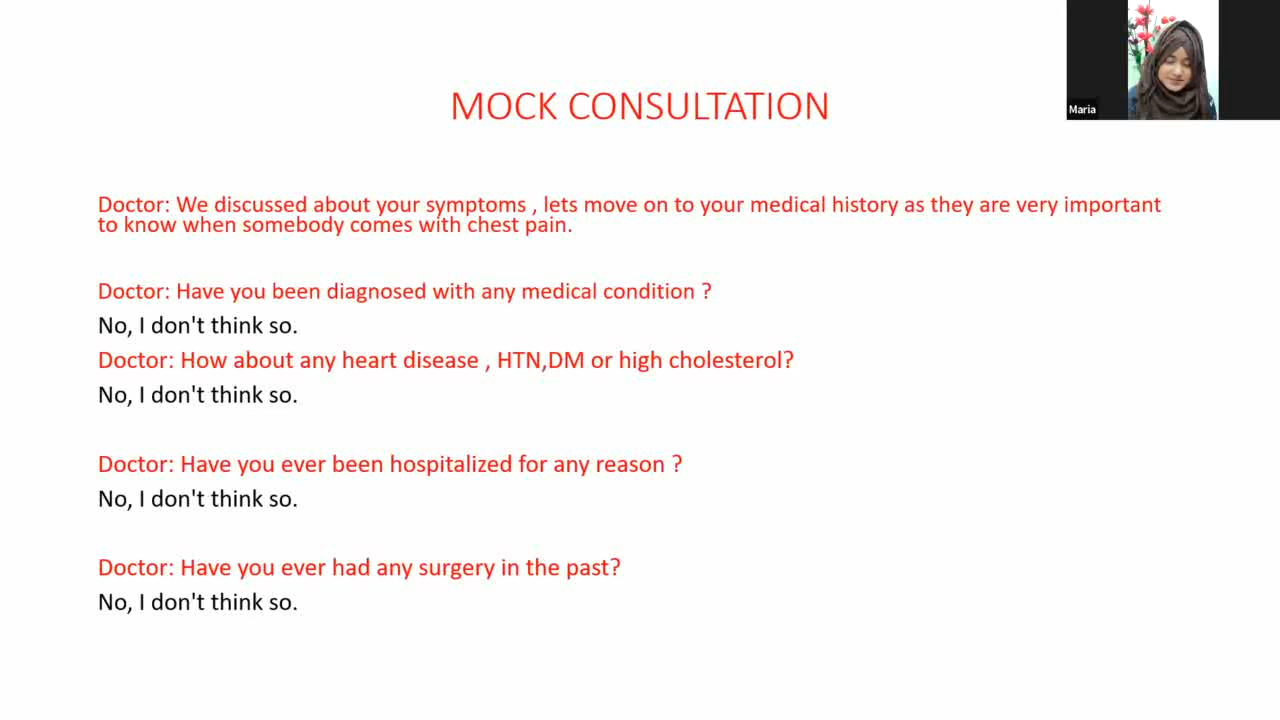 Maria
MOCK CONSULTATION
Doctor: We discussed about your symptoms , lets move on to your medical history as they are very important
to know when somebody comes with chest pain.
Doctor: Have you been diagnosed with any medical condition ?
No, I don't think so.
Doctor: How about any heart disease , HTN,DM or high cholesterol?
No, I don't think so.
Doctor: Have you ever been hospitalized for any reason ?
No, I don't think so.
Doctor: Have you ever had any surgery in the past?
No, I don't think so.